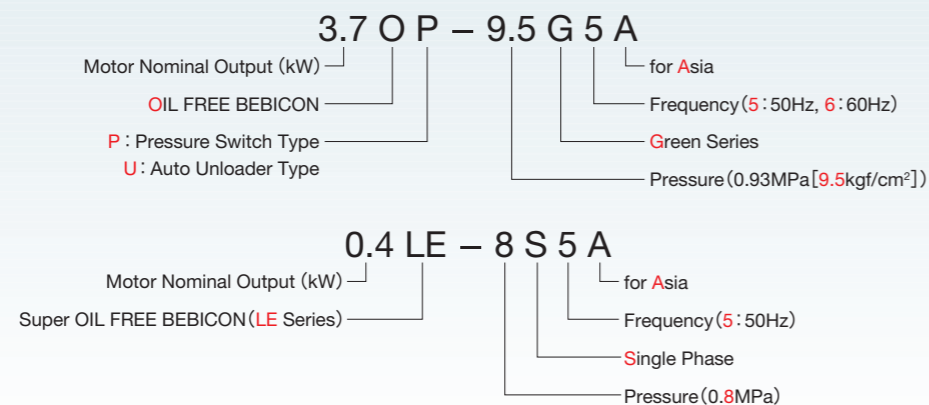 3.7 O P – 9.5 G 5 A
Motor Nominal Output (kW)
for Asia
OIL FREE BEBICON
Frequency(5:50Hz, 6:60Hz)
P: Pressure Switch Type
Green Series
U: Auto Unloader Type
Pressure(0.93MPa[9.5kgf/cm²])
0.4 LE – 8 S 5 A
Motor Nominal Output (kW)
for Asia
Super OIL FREE BEBICON(LE Series)
Frequency(5:50Hz)
Single Phase
Pressure(0.8MPa)